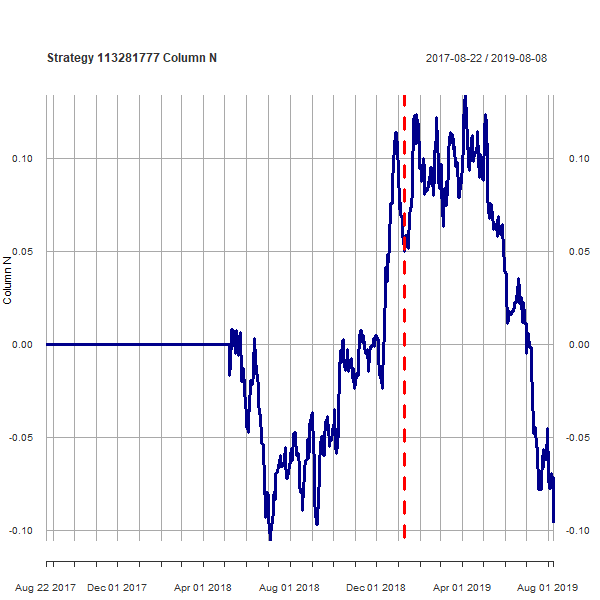 Strategy 113281777 Column N 2017-08-22 / 2019-08-08
0.10 0.10
0.05 0.05
Column N
0.00 0.00
-0.05 -0.05
-0.10 -0.10
Aug 22 2017 Dec 01 2017 Apr 01 2018 Aug 01 2018 Dec 01 2018 Apr 01 2019 Aug 01 2019